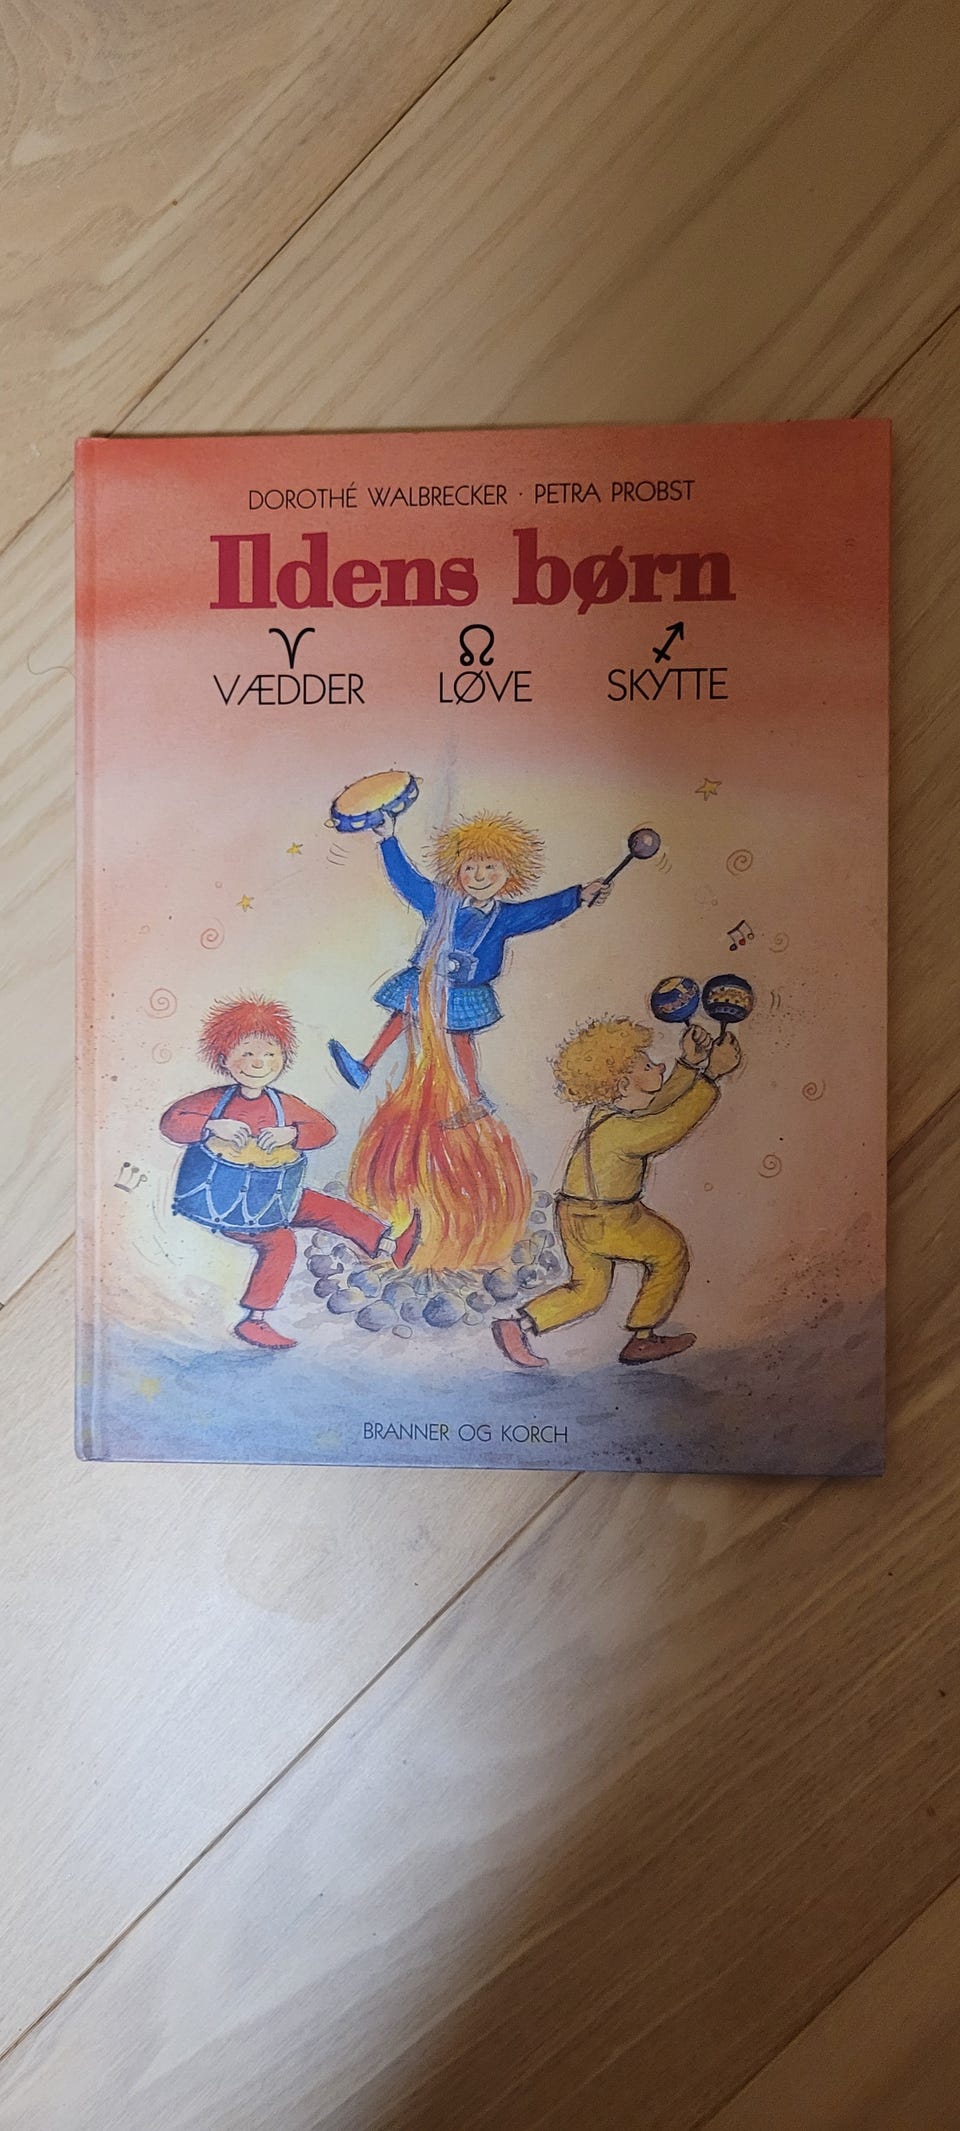 DOROTHÉ WALBRECKER · PETRA PROBST
Ildens børn
♈ ☊ ♐
VÆDDER LØVE SKYTTE
BRANNER OG KORCH